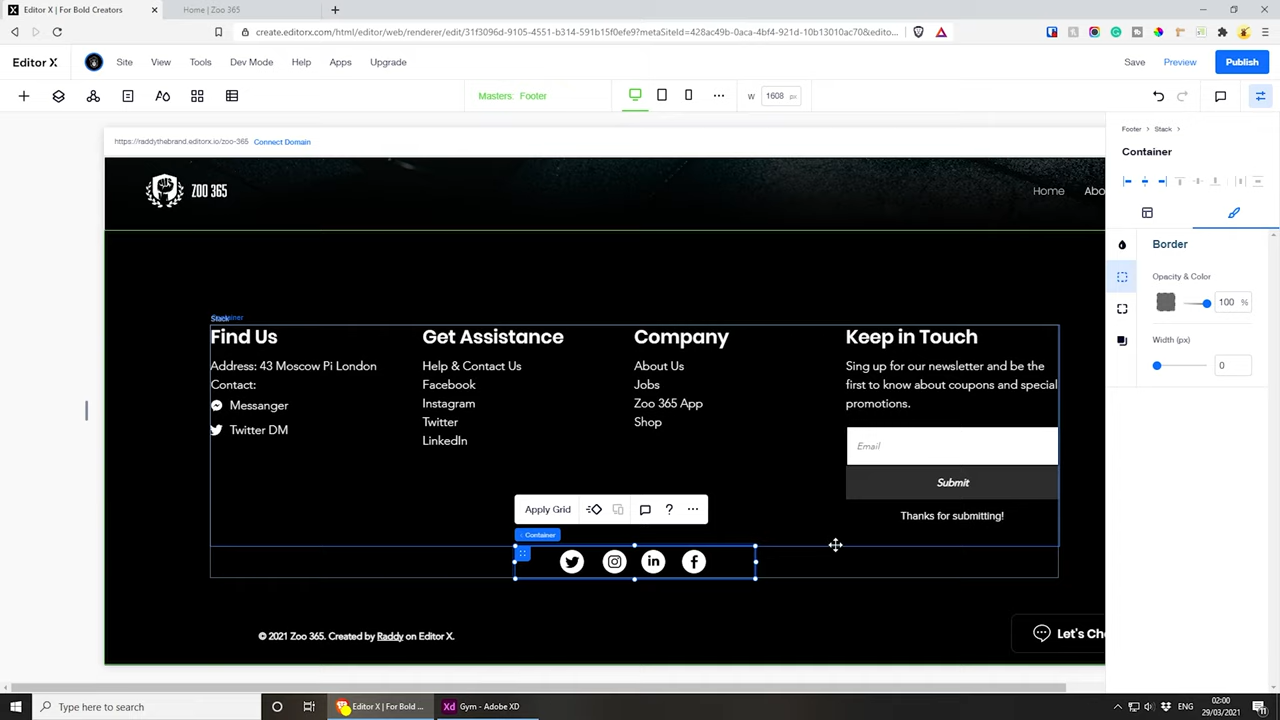 Editor X | For Bold Creators
Home | Zoo 365
create.editorx.com/html/editor/web/renderer/edit/31f3096d-9105-4551-b314-591b15f0efe9?metaSiteId=428ac49b-0aca-4bf4-921d-10b13010ac70&edito...
Editor X Site View Tools Dev Mode Help Apps Upgrade Save Preview Publish
Masters: Footer W 1608 px
https://raddythebrand.editorx.io/zoo-365 Connect Domain
Footer > Stack >
Container
ZOO 365 Home Abo
Border
Opacity & Color
100 %
Width (px)
0
Stack
Find Us
Address: 43 Moscow Pi London
Contact:
Messanger
Twitter DM
Get Assistance
Help & Contact Us
Facebook
Instagram
Twitter
LinkedIn
Company
About Us
Jobs
Zoo 365 App
Shop
Keep in Touch
Sing up for our newsletter and be the
first to know about coupons and special
promotions.
Email
Submit
Thanks for submitting!
Apply Grid ?
Container
© 2021 Zoo 365. Created by Raddy on Editor X.
Let's Ch
Type here to search
Editor X | For Bold ...
Gym - Adobe XD
ENG
02:00
29/03/2021